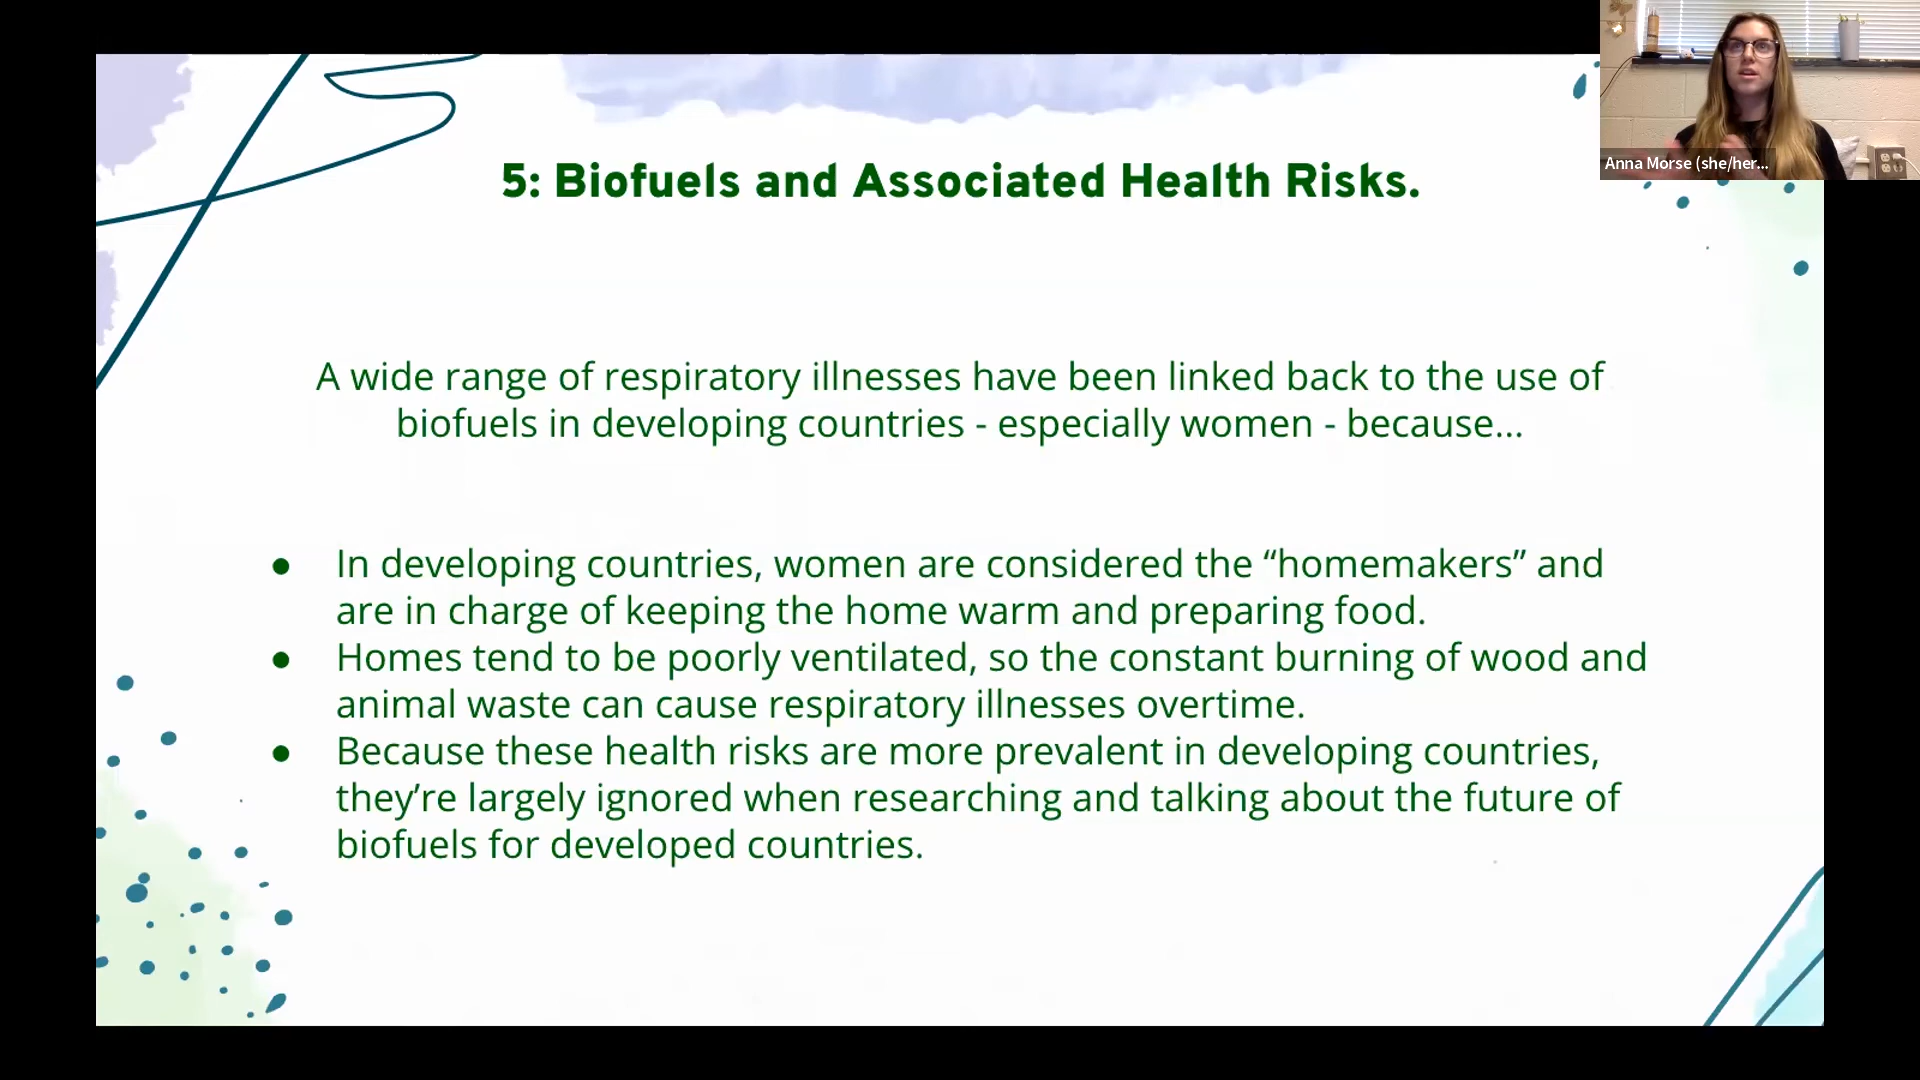 5: Biofuels and Associated Health Risks.
A wide range of respiratory illnesses have been linked back to the use of
biofuels in developing countries - especially women - because...
● In developing countries, women are considered the “homemakers” and
are in charge of keeping the home warm and preparing food.
● Homes tend to be poorly ventilated, so the constant burning of wood and
animal waste can cause respiratory illnesses overtime.
● Because these health risks are more prevalent in developing countries,
they’re largely ignored when researching and talking about the future of
biofuels for developed countries.
Anna Morse (she/her...